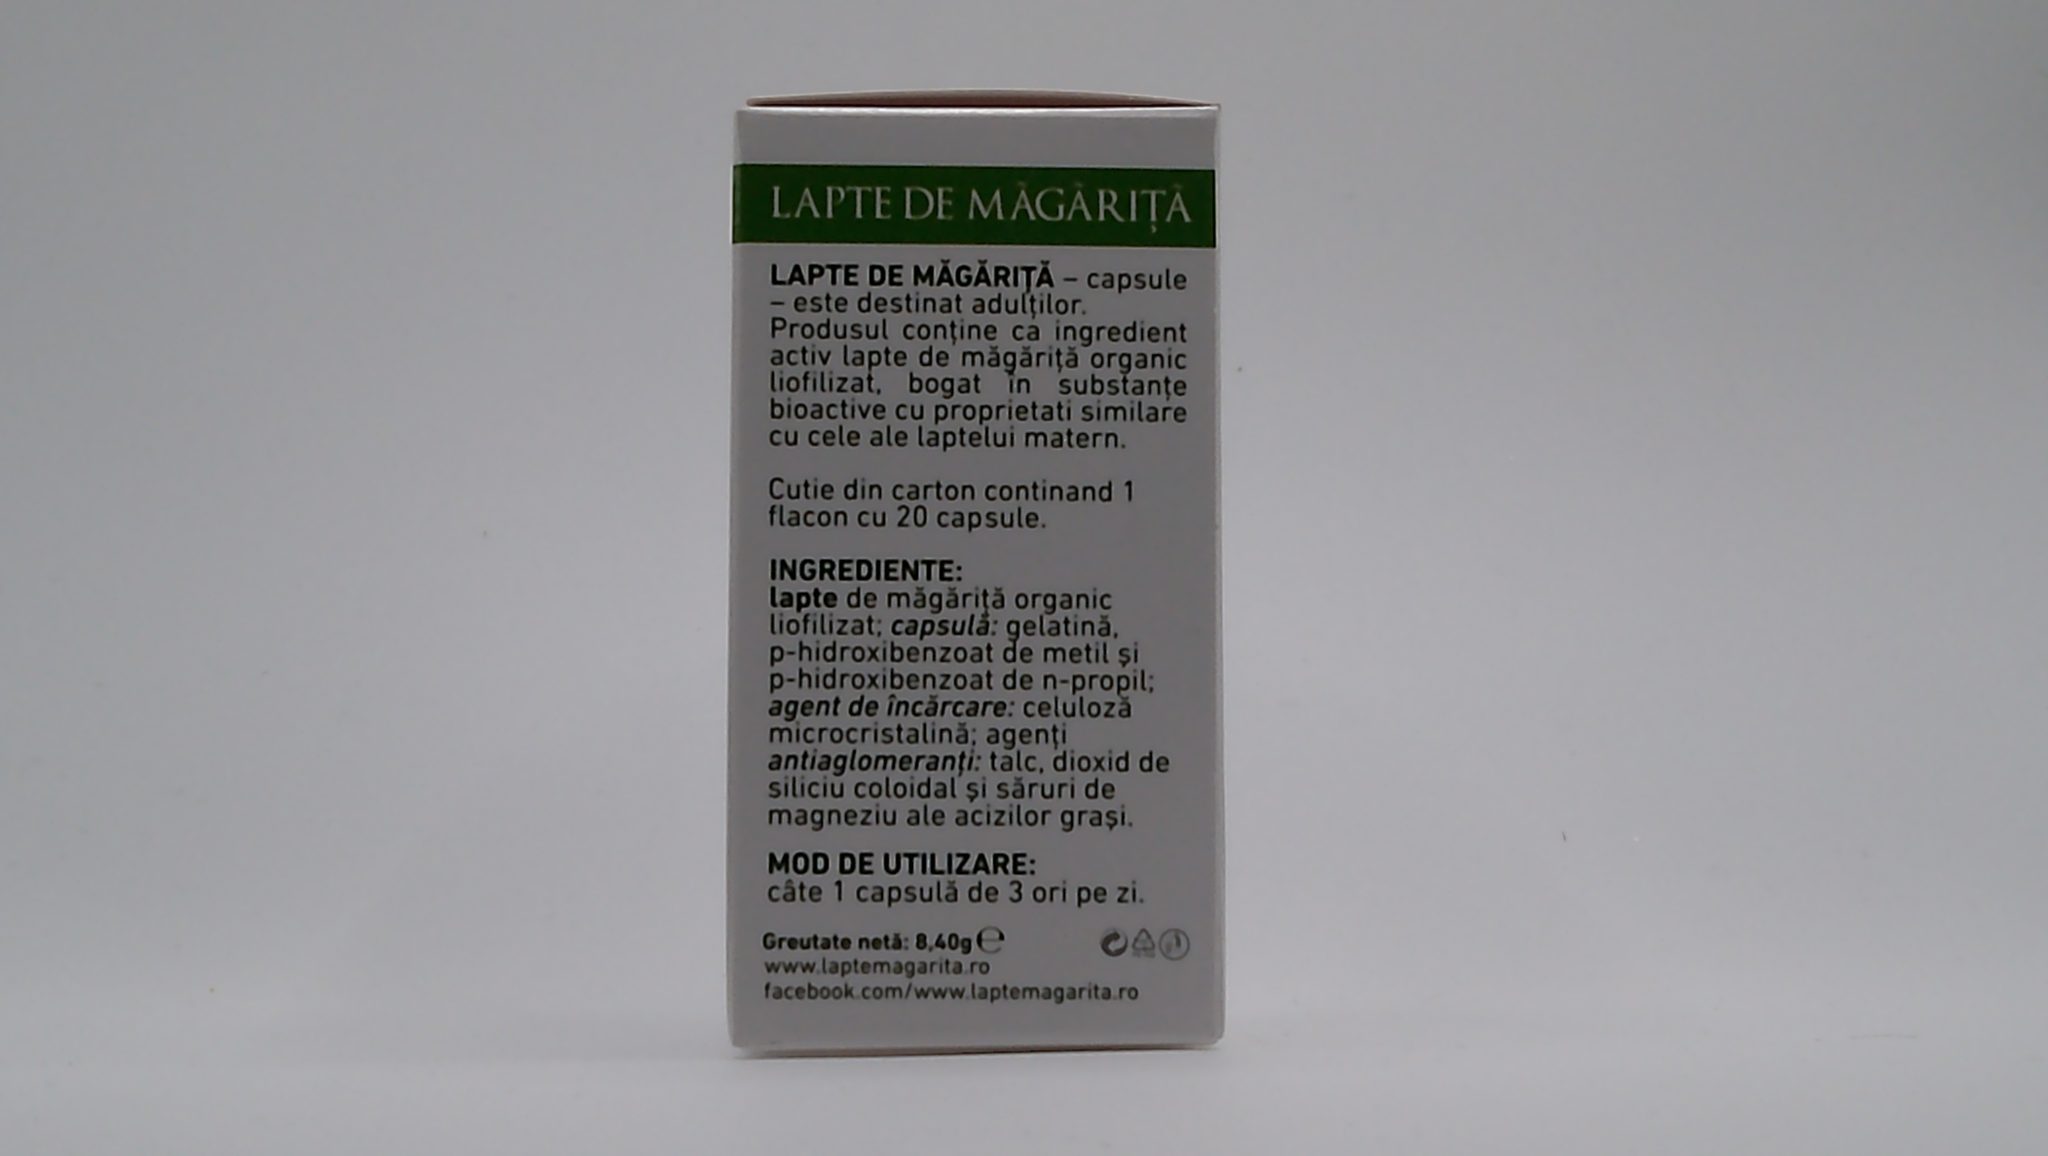 LAPTE DE MĂGĂRIȚĂ
LAPTE DE MĂGĂRIȚĂ – capsule
– este destinat adulților.
Produsul conține ca ingredient
activ lapte de măgăriță organic
liofilizat, bogat în substanțe
bioactive cu proprietati similare
cu cele ale laptelui matern.
Cutie din carton continand 1
flacon cu 20 capsule.
INGREDIENTE:
lapte de măgăriță organic
liofilizat; capsulă: gelatină,
p-hidroxibenzoat de metil și
p-hidroxibenzoat de n-propil;
agent de încărcare: celuloză
microcristalină; agenți
antiaglomeranți: talc, dioxid de
siliciu coloidal și săruri de
magneziu ale acizilor grași.
MOD DE UTILIZARE:
câte 1 capsulă de 3 ori pe zi.
Greutate netă: 8,40g ℮
www.laptemagarita.ro
facebook.com/www.laptemagarita.ro